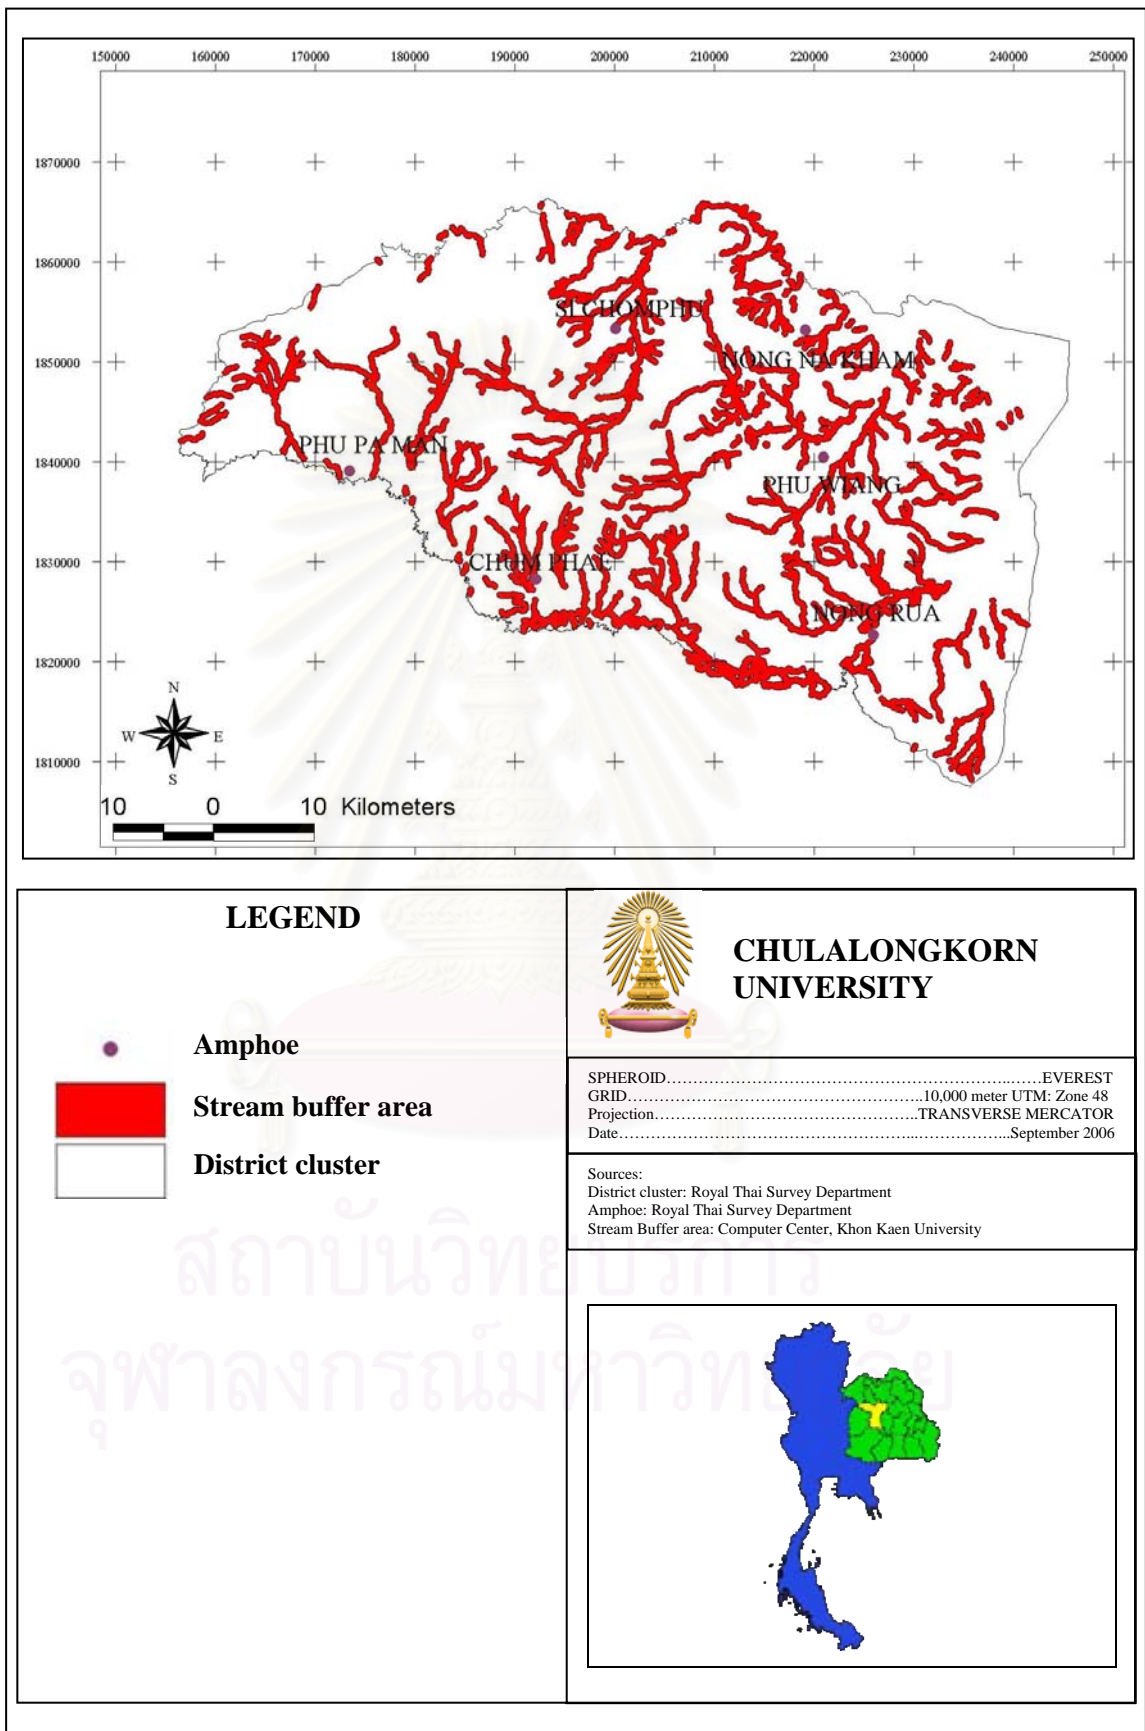 150000 160000 170000 180000 190000 200000 210000 220000 230000 240000 250000
1870000
1860000
SI CHOMPHU
1850000
NONG NA KHAM
PHU PA MAN
1840000
PHU WIANG
1830000
CHUM PHAE
NONG RUA
1820000
N
W E
S
1810000
10 0 10 Kilometers
LEGEND
Amphoe
Stream buffer area
District cluster
CHULALONGKORN
UNIVERSITY
SPHEROID……………………………………………………..……EVEREST
GRID………………………………………………..10,000 meter UTM: Zone 48
Projection…………………………………………….TRANSVERSE MERCATOR
Date………………………………………………...……………...September 2006
Sources:
District cluster: Royal Thai Survey Department
Amphoe: Royal Thai Survey Department
Stream Buffer area: Computer Center, Khon Kaen University
สถาบันวิทยบริการ
จุฬาลงกรณ์มหาวิทยาลัย